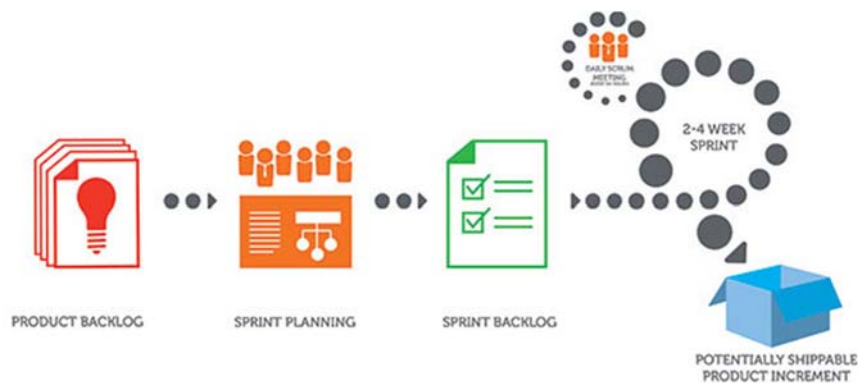 DAILY SCRUM
MEETING
2-4 WEEK
SPRINT
PRODUCT BACKLOG
SPRINT PLANNING
SPRINT BACKLOG
POTENTIALLY SHIPPABLE
PRODUCT INCREMENT